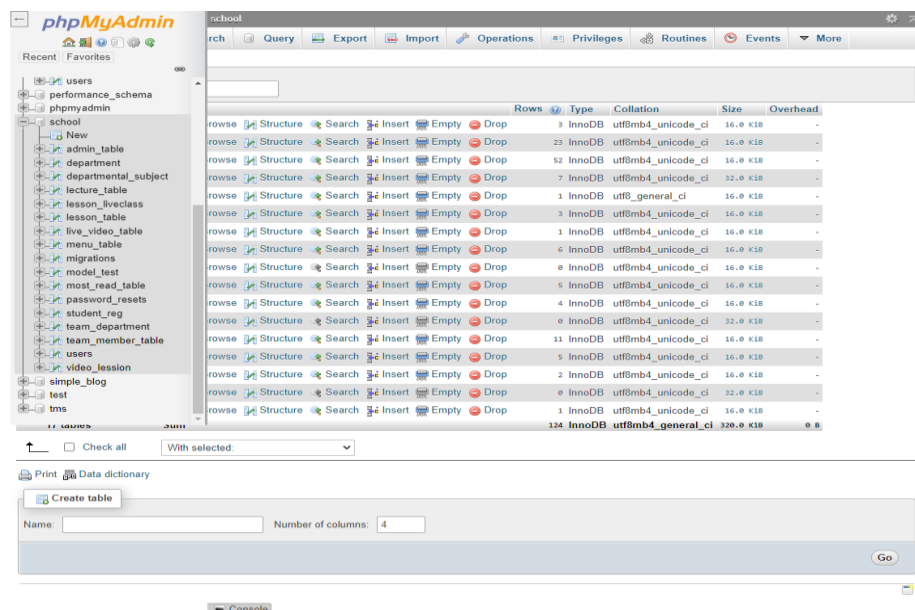 phpMyAdmin
Recent Favorites
users
performance_schema
phpmyadmin
school
New
admin_table
department
departmental_subject
lecture_table
lesson_liveclass
lesson_table
live_video_table
menu_table
migrations
model_test
most_read_table
password_resets
student_reg
team_department
team_member_table
users
video_lession
simple_blog
test
tms
school
rch Query Export Import Operations Privileges Routines Events More
Rows Type Collation Size Overhead
rowse Structure Search Insert Empty Drop 3 InnoDB utf8mb4_unicode_ci 16.0 KiB -
rowse Structure Search Insert Empty Drop 23 InnoDB utf8mb4_unicode_ci 16.0 KiB -
rowse Structure Search Insert Empty Drop 52 InnoDB utf8mb4_unicode_ci 16.0 KiB -
rowse Structure Search Insert Empty Drop 7 InnoDB utf8mb4_unicode_ci 32.0 KiB -
rowse Structure Search Insert Empty Drop 1 InnoDB utf8_general_ci 16.0 KiB -
rowse Structure Search Insert Empty Drop 3 InnoDB utf8mb4_unicode_ci 16.0 KiB -
rowse Structure Search Insert Empty Drop 1 InnoDB utf8mb4_unicode_ci 16.0 KiB -
rowse Structure Search Insert Empty Drop 6 InnoDB utf8mb4_unicode_ci 16.0 KiB -
rowse Structure Search Insert Empty Drop 0 InnoDB utf8mb4_unicode_ci 16.0 KiB -
rowse Structure Search Insert Empty Drop 5 InnoDB utf8mb4_unicode_ci 16.0 KiB -
rowse Structure Search Insert Empty Drop 4 InnoDB utf8mb4_unicode_ci 16.0 KiB -
rowse Structure Search Insert Empty Drop 0 InnoDB utf8mb4_unicode_ci 32.0 KiB -
rowse Structure Search Insert Empty Drop 11 InnoDB utf8mb4_unicode_ci 16.0 KiB -
rowse Structure Search Insert Empty Drop 5 InnoDB utf8mb4_unicode_ci 16.0 KiB -
rowse Structure Search Insert Empty Drop 2 InnoDB utf8mb4_unicode_ci 16.0 KiB -
rowse Structure Search Insert Empty Drop 0 InnoDB utf8mb4_unicode_ci 32.0 KiB -
rowse Structure Search Insert Empty Drop 1 InnoDB utf8mb4_unicode_ci 16.0 KiB -
17 tables Sum 124 InnoDB utf8mb4_general_ci 320.0 KiB 0 B
Check all With selected:
Print Data dictionary
Create table
Name: Number of columns: 4
Go
Console